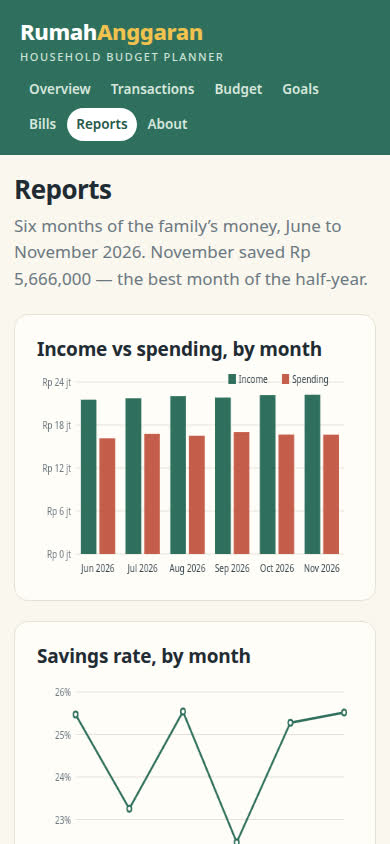 RumahAnggaran
HOUSEHOLD BUDGET PLANNER
Overview Transactions Budget Goals
Bills Reports About
Reports
Six months of the family’s money, June to
November 2026. November saved Rp
5,666,000 — the best month of the half-year.
Income vs spending, by month
Income Spending
Rp 24 jt
Rp 18 jt
Rp 12 jt
Rp 6 jt
Rp 0 jt
Jun 2026 Jul 2026 Aug 2026 Sep 2026 Oct 2026 Nov 2026
Savings rate, by month
26%
25%
24%
23%